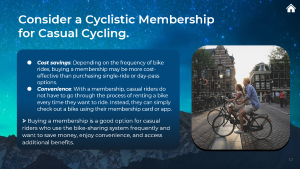 Consider a Cyclistic Membership
for Casual Cycling.
● Cost savings: Depending on the frequency of bike
rides, buying a membership may be more cost-
effective than purchasing single-ride or day-pass
options.
● Convenience: With a membership, casual riders do
not have to go through the process of renting a bike
every time they want to ride. Instead, they can simply
check out a bike using their membership card or app.
➢ Buying a membership is a good option for casual
riders who use the bike-sharing system frequently and
want to save money, enjoy convenience, and access
additional benefits.